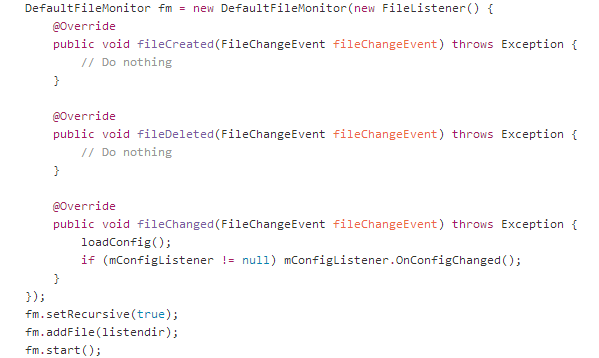 DefaultFileMonitor fm = new DefaultFileMonitor(new FileListener() {
    @Override
    public void fileCreated(FileChangeEvent fileChangeEvent) throws Exception {
        // Do nothing
    }

    @Override
    public void fileDeleted(FileChangeEvent fileChangeEvent) throws Exception {
        // Do nothing
    }

    @Override
    public void fileChanged(FileChangeEvent fileChangeEvent) throws Exception {
        loadConfig();
        if (mConfigListener != null) mConfigListener.OnConfigChanged();
    }
});
fm.setRecursive(true);
fm.addFile(listendir);
fm.start();